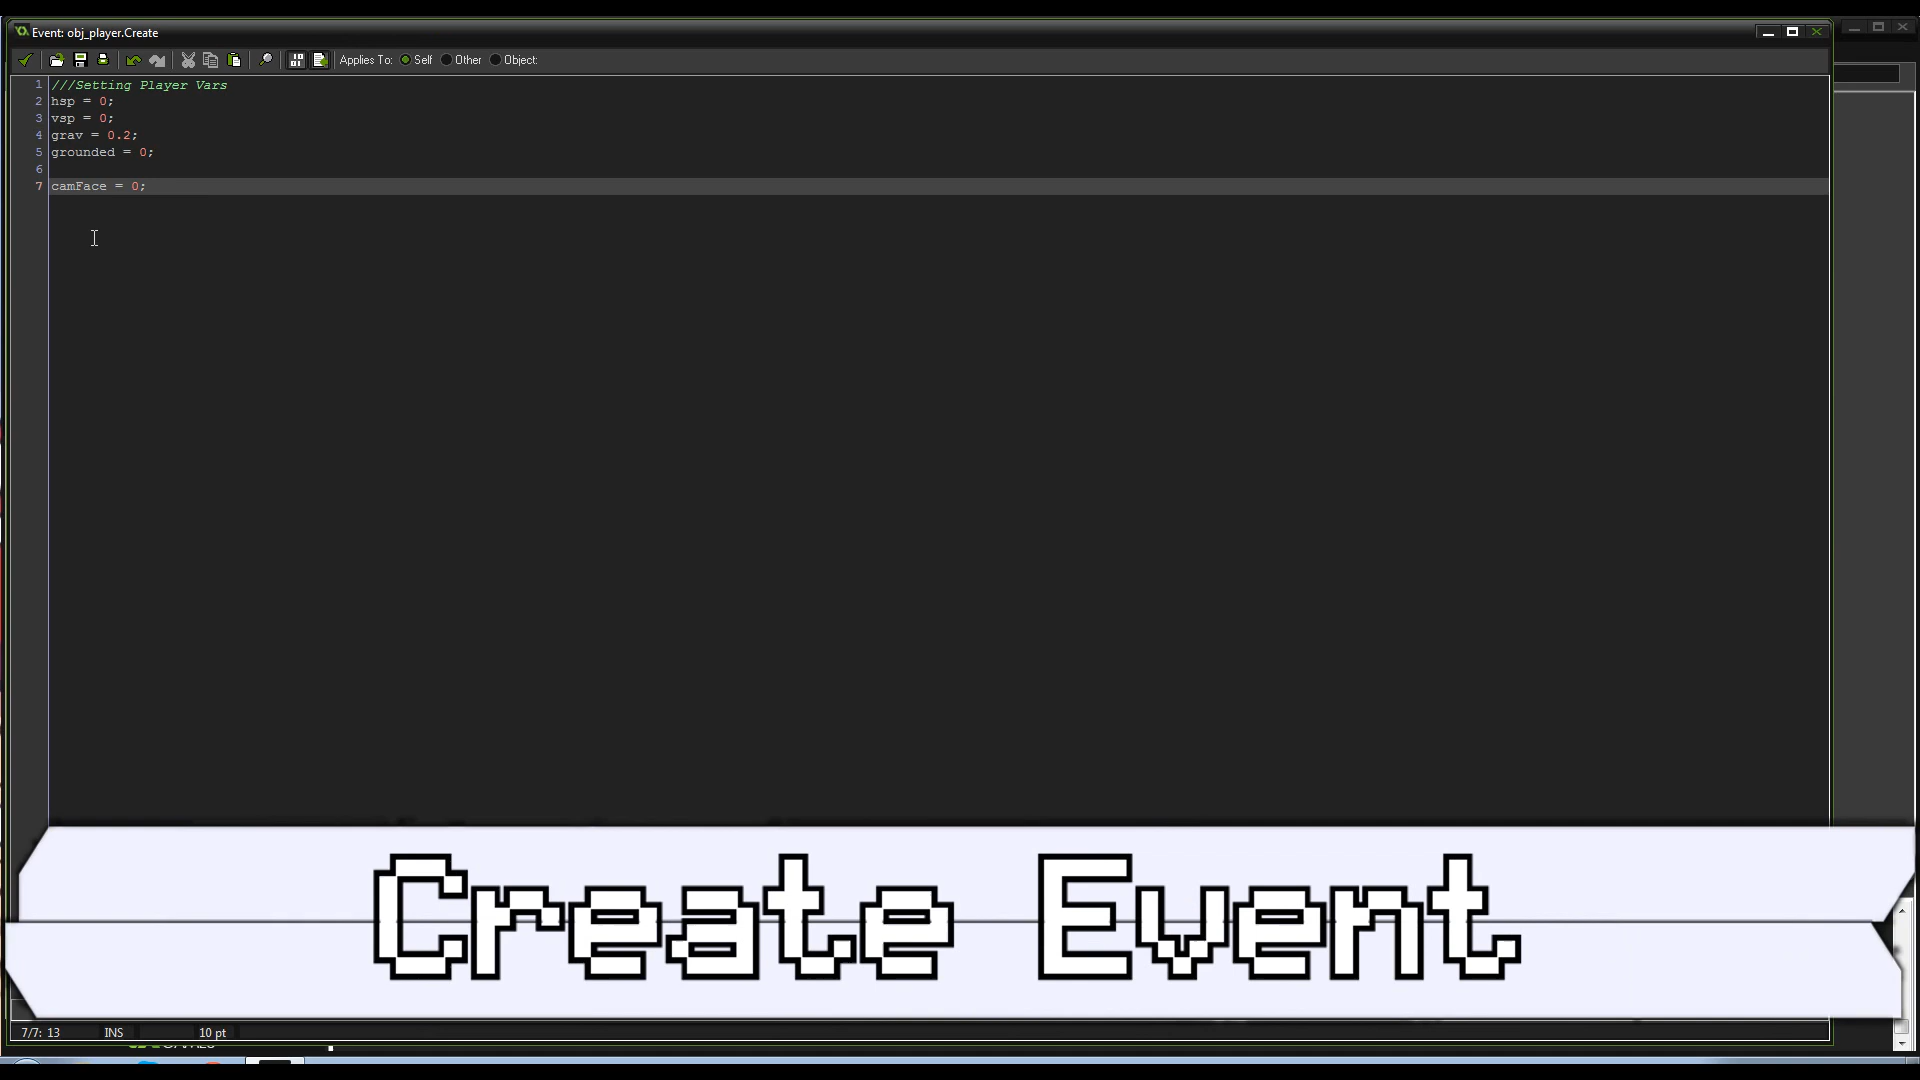 Event: obj_player.Create
Applies To: Self Other Object:
1 ///Setting Player Vars
2 hsp = 0;
3 vsp = 0;
4 grav = 0.2;
5 grounded = 0;
6
7 camFace = 0;
Create Event
7/7: 13 INS 10 pt